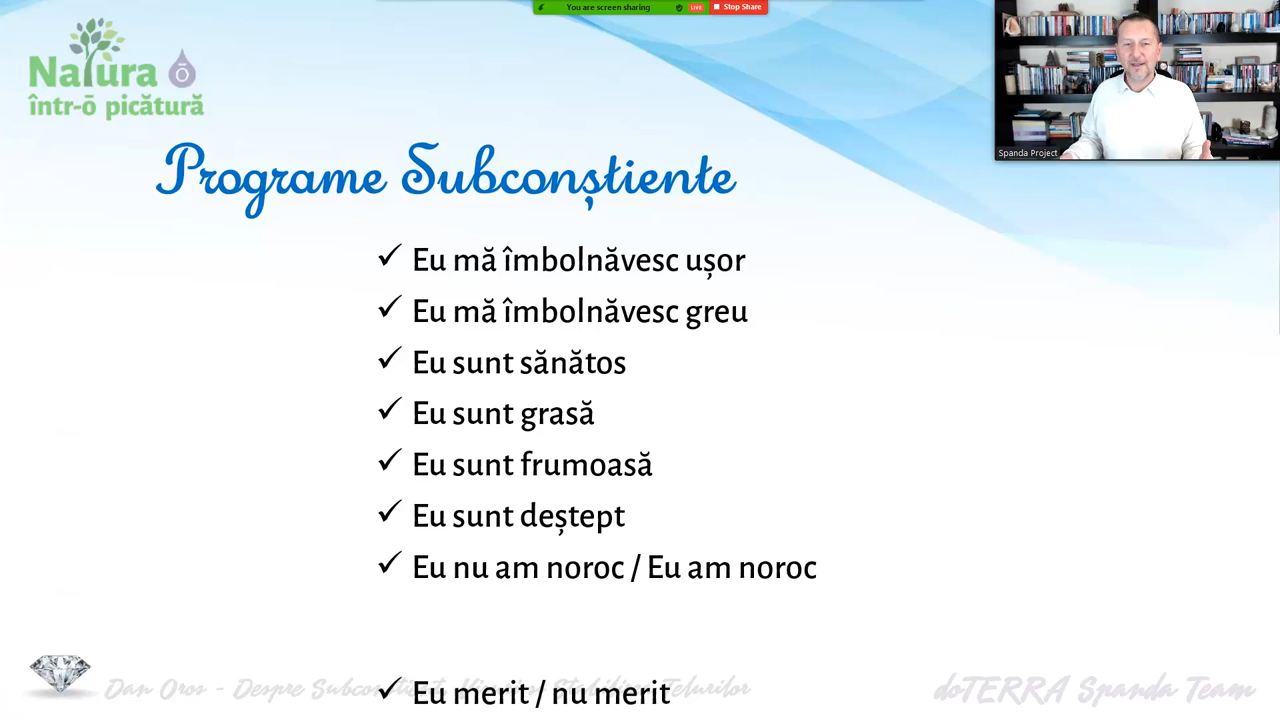 You are screen sharing LIVE Stop Share
Natura
într-ō picătură
Spanda Project
Programe Subconștiente
Eu mă îmbolnăvesc ușor
Eu mă îmbolnăvesc greu
Eu sunt sănătos
Eu sunt grasă
Eu sunt frumoasă
Eu sunt deștept
Eu nu am noroc / Eu am noroc
Eu merit / nu merit
Dan Oros - Despre Telurilor
doTERRA Spanda Team